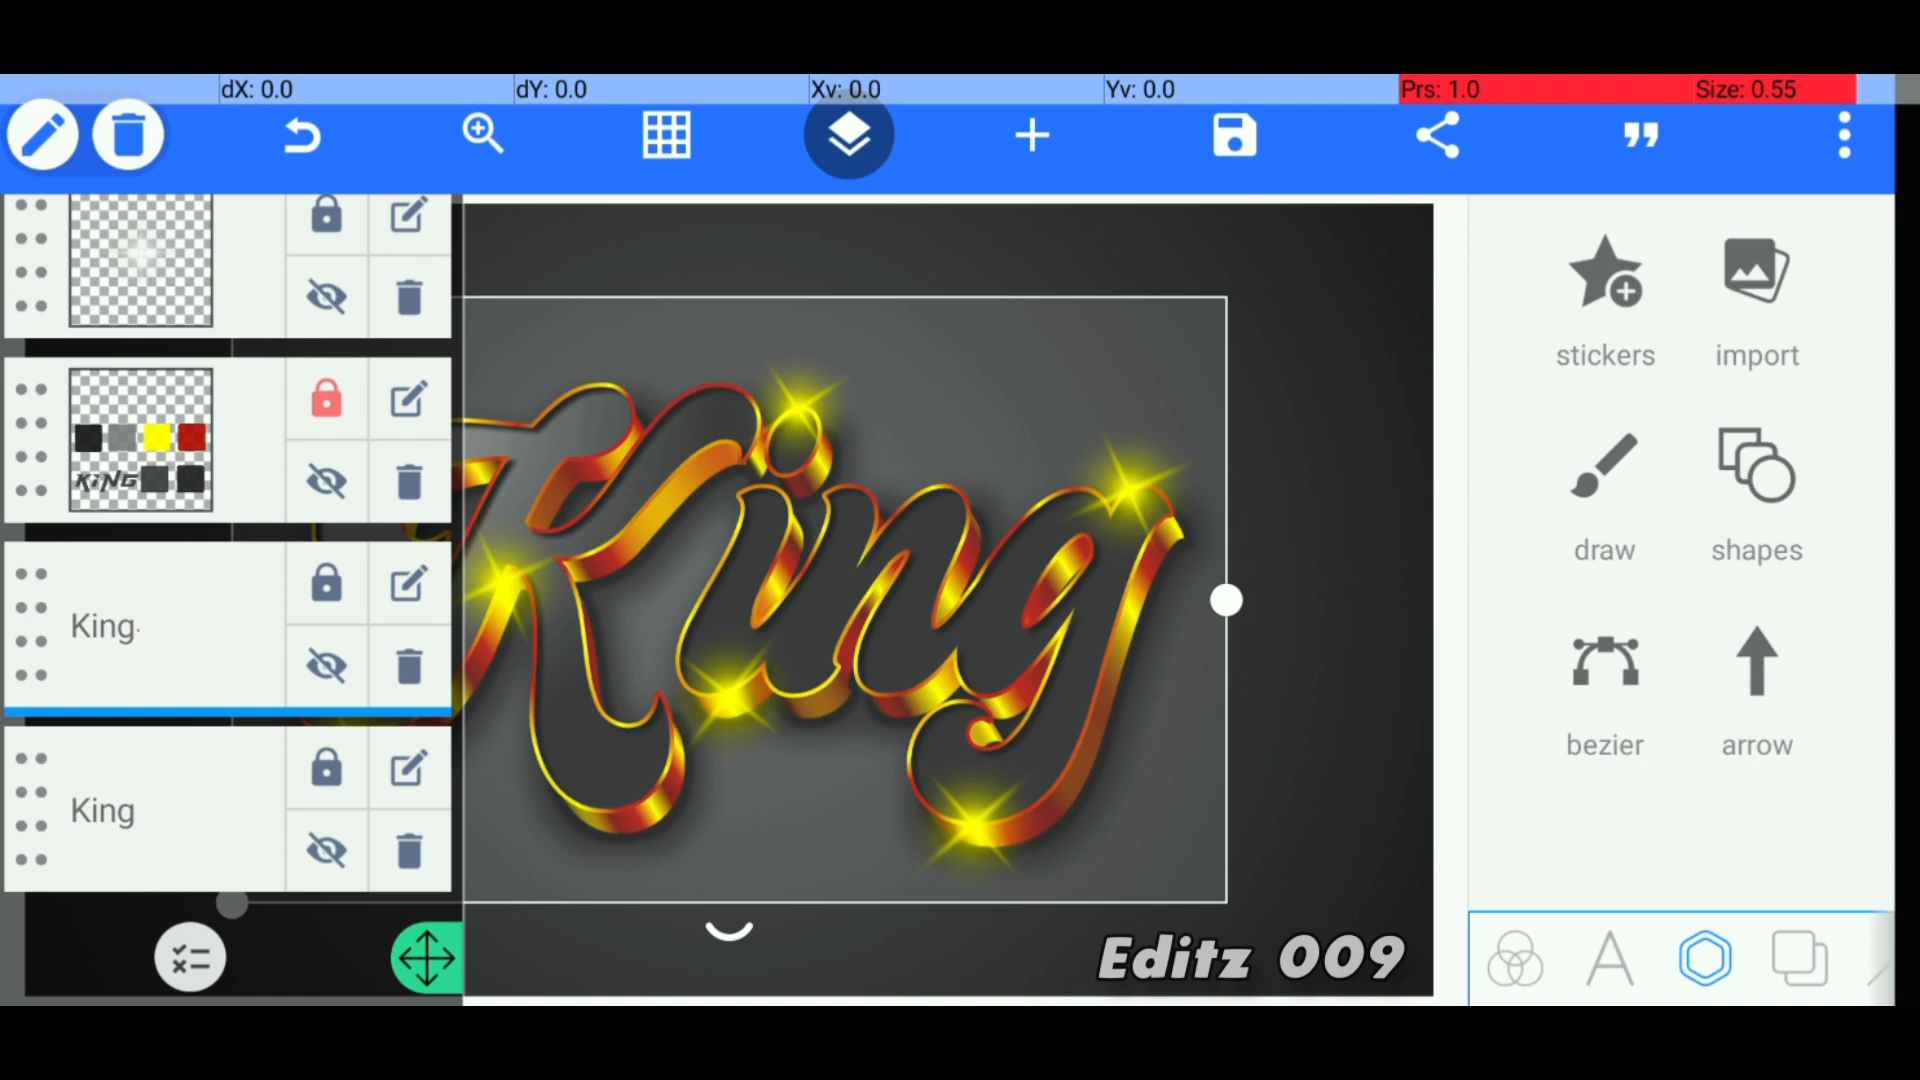 dX: 0.0 dY: 0.0 Xv: 0.0 Yv: 0.0 Prs: 1.0 Size: 0.55
stickers import
KiNG
King
draw shapes
King
bezier arrow
King
Editz 009